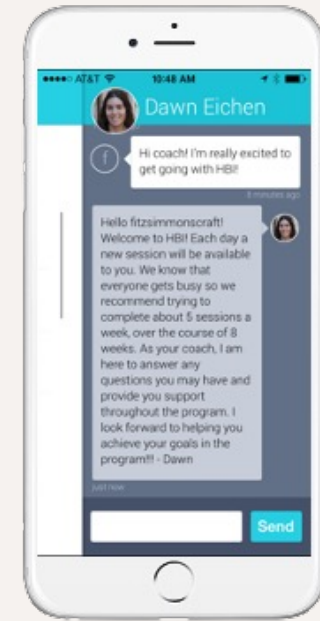 AT&T
10:48 AM
Dawn Eichen
f
Hi coach! I'm really excited to
get going with HBI!
8 minutes ago
Hello fitzsimmonscraft!
Welcome to HBI! Each day a
new session will be available
to you. We know that
everyone gets busy so we
recommend trying to
complete about 5 sessions a
week, over the course of 8
weeks. As your coach, I am
here to answer any
questions you may have and
provide you support
throughout the program. I
look forward to helping you
achieve your goals in the
program!!! - Dawn
just now
Send